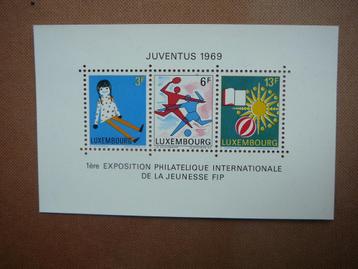 JUVENTUS 1969
3F 6F 13F
LUXEMBOURG LUXEMBOURG LUXEMBOURG
1ère EXPOSITION PHILATELIQUE INTERNATIONALE
DE LA JEUNESSE FIP